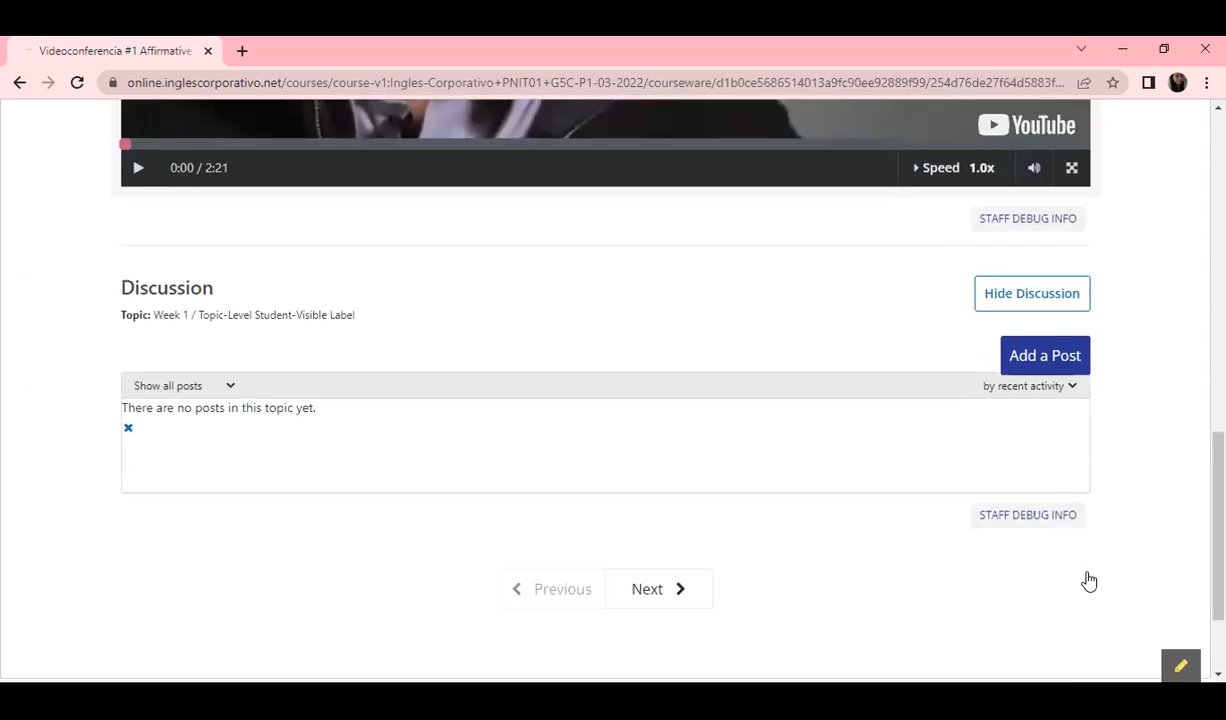 Videoconferencia #1 Affirmative
online.inglescorporativo.net/courses/course-v1:Ingles-Corporativo+PNIT01+G5C-P1-03-2022/courseware/d1b0ce5686514013a9fc90ee92889f99/254d76de27f64d5883f...
YouTube
0:00 / 2:21 Speed 1.0x
STAFF DEBUG INFO
Discussion
Hide Discussion
Topic: Week 1 / Topic-Level Student-Visible Label
Add a Post
Show all posts by recent activity
There are no posts in this topic yet.
STAFF DEBUG INFO
Previous Next